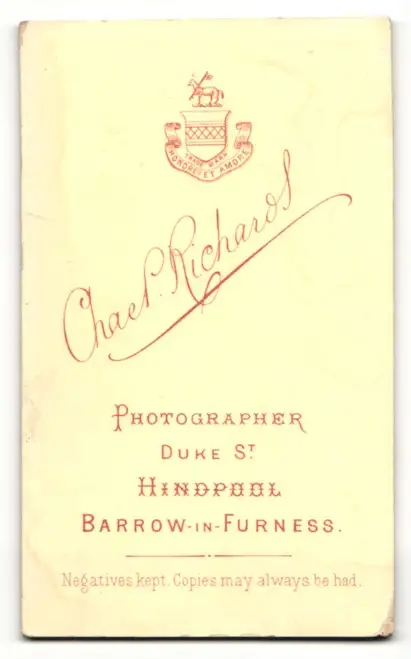 TRADE MARK
HONORE ET AMORE
Chas P. Richards
PHOTOGRAPHER
DUKE ST
HINDPOOL
BARROW-IN-FURNESS.
Negatives kept. Copies may always be had.